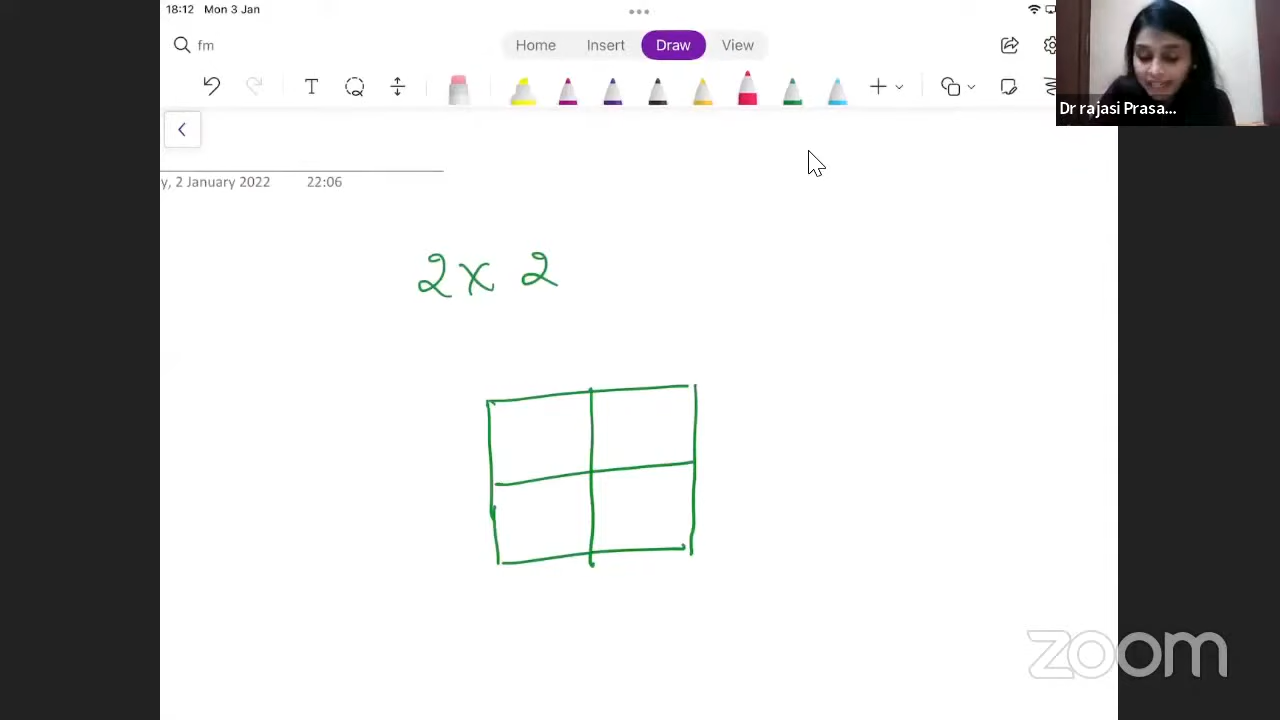 18:12 Mon 3 Jan
fm
Home Insert Draw View
Dr rajasi Prasa...
y, 2 January 2022 22:06
2 x 2
zoom